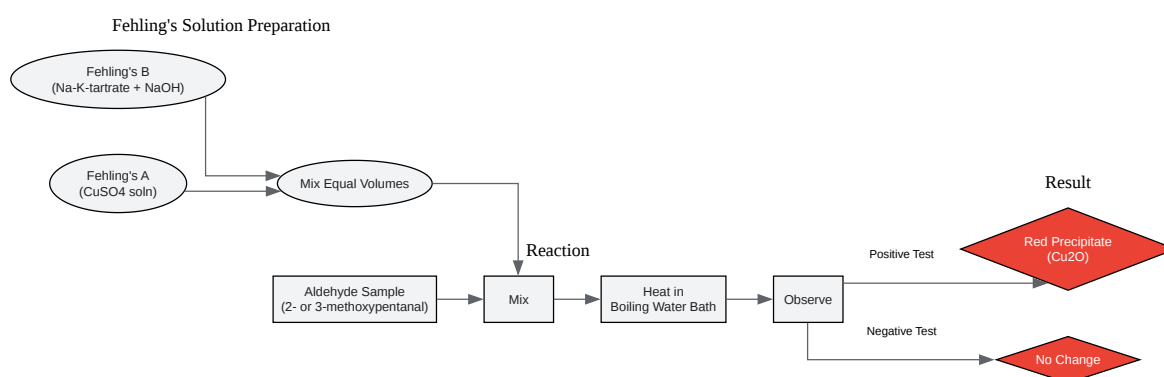 Fehling's Solution Preparation
Fehling's B
(Na-K-tartrate + NaOH)
Fehling's A
(CuSO4 soln)
Mix Equal Volumes
Reaction
Aldehyde Sample
(2- or 3-methoxypentanal)
Mix
Heat in
Boiling Water Bath
Observe
Result
Positive Test
Red Precipitate
(Cu2O)
Negative Test
No Change